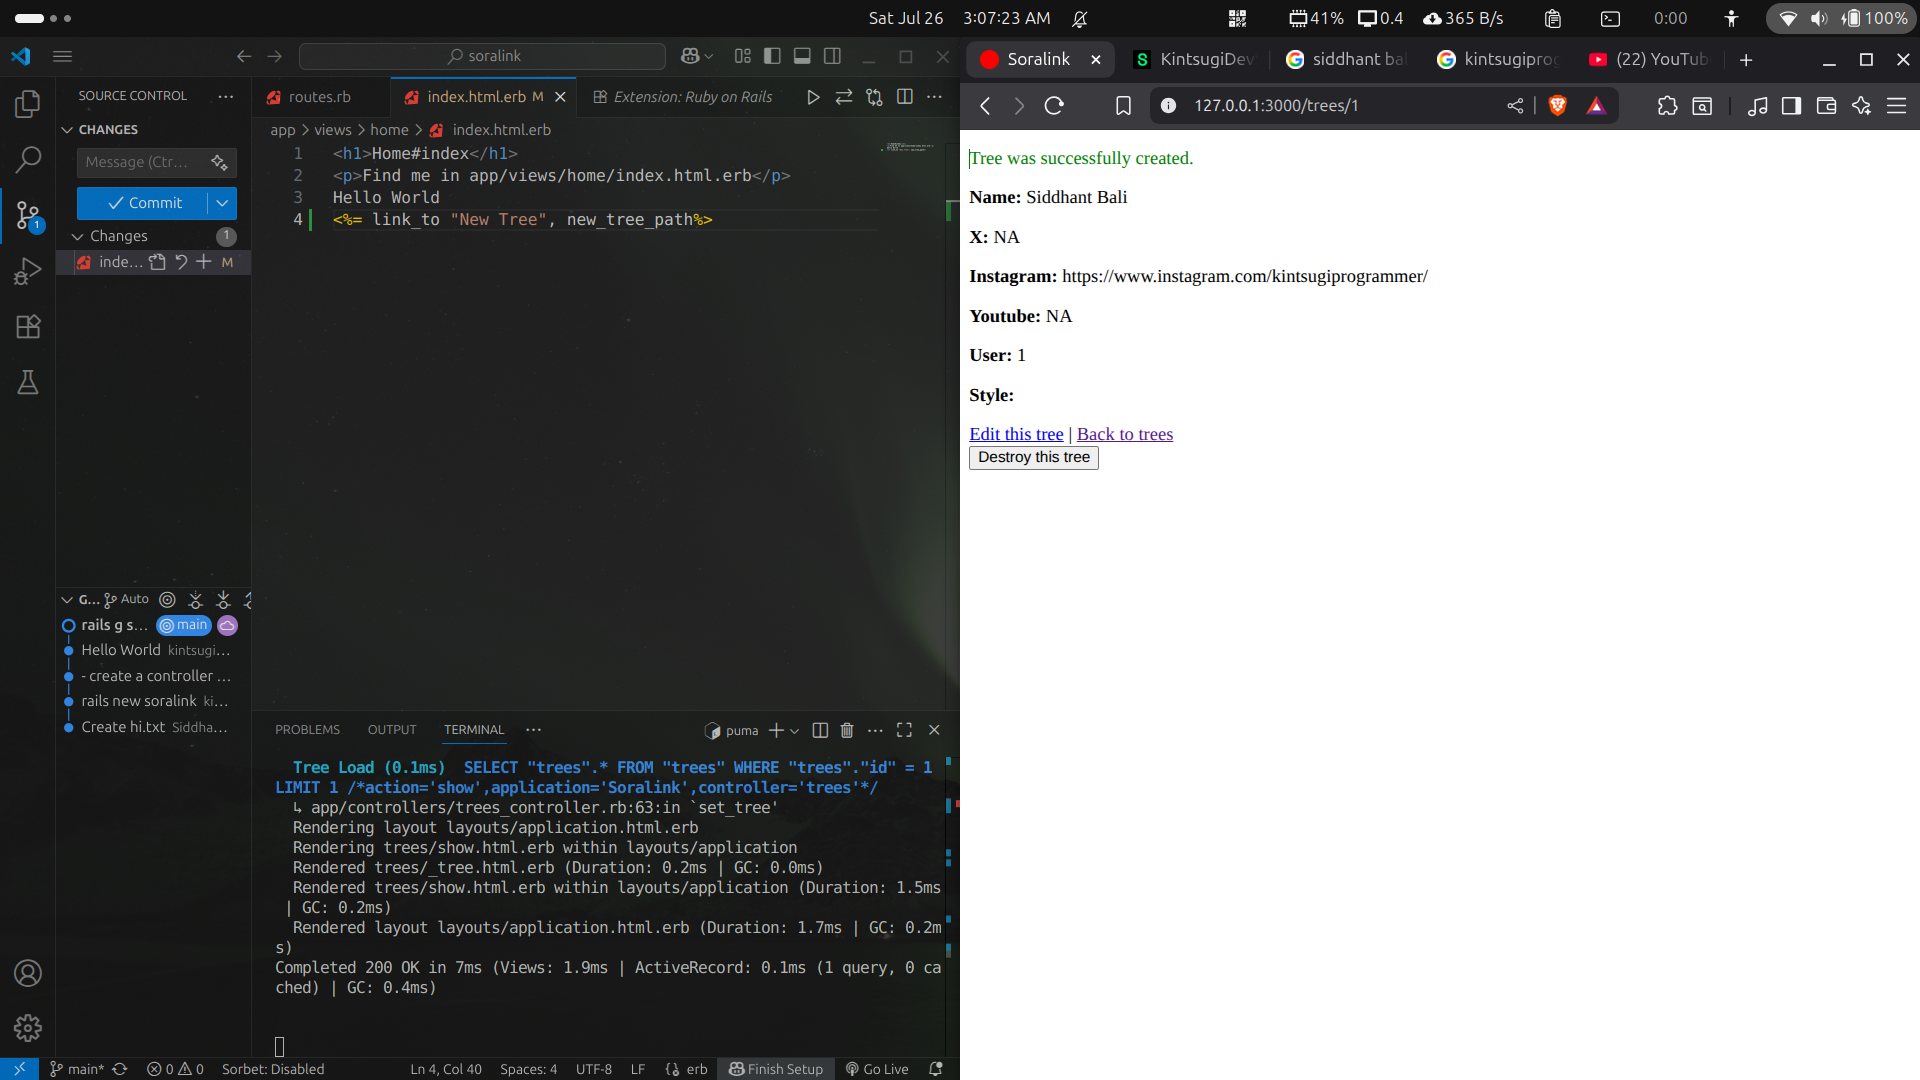 Sat Jul 26 3:07:23 AM
41% 0.4 365 B/s 0:00 100%
soralink
SOURCE CONTROL
CHANGES
Message (Ctr...
Commit
Changes 1
inde... M
1
routes.rb
index.html.erb M
Extension: Ruby on Rails
app > views > home > index.html.erb
1 <h1>Home#index</h1>
2 <p>Find me in app/views/home/index.html.erb</p>
3 Hello World
4 <%= link_to "New Tree", new_tree_path%>
G... Auto
rails g s... main
Hello World kintsugi...
- create a controller ...
rails new soralink ki...
Create hi.txt Siddha...
PROBLEMS OUTPUT TERMINAL puma
Tree Load (0.1ms) SELECT "trees".* FROM "trees" WHERE "trees"."id" = 1
LIMIT 1 /*action='show',application='Soralink',controller='trees'*/
↳ app/controllers/trees_controller.rb:63:in `set_tree'
Rendering layout layouts/application.html.erb
Rendering trees/show.html.erb within layouts/application
Rendered trees/_tree.html.erb (Duration: 0.2ms | GC: 0.0ms)
Rendered trees/show.html.erb within layouts/application (Duration: 1.5ms
| GC: 0.2ms)
Rendered layout layouts/application.html.erb (Duration: 1.7ms | GC: 0.2m
s)
Completed 200 OK in 7ms (Views: 1.9ms | ActiveRecord: 0.1ms (1 query, 0 ca
ched) | GC: 0.4ms)
main* 0 0 Sorbet: Disabled Ln 4, Col 40 Spaces: 4 UTF-8 LF erb Finish Setup Go Live
Soralink
S KintsugiDev
siddhant bal
kintsugiprog
(22) YouTub
127.0.0.1:3000/trees/1
Tree was successfully created.
Name: Siddhant Bali
X: NA
Instagram: https://www.instagram.com/kintsugiprogrammer/
Youtube: NA
User: 1
Style:
Edit this tree | Back to trees
Destroy this tree